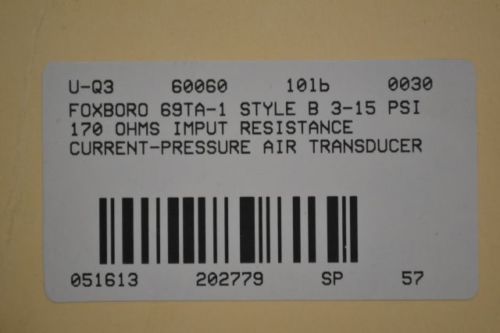 U-Q3 60060 10lb 0030
FOXBORO 69TA-1 STYLE B 3-15 PSI
170 OHMS IMPUT RESISTANCE
CURRENT-PRESSURE AIR TRANSDUCER
051613 202779 SP 57